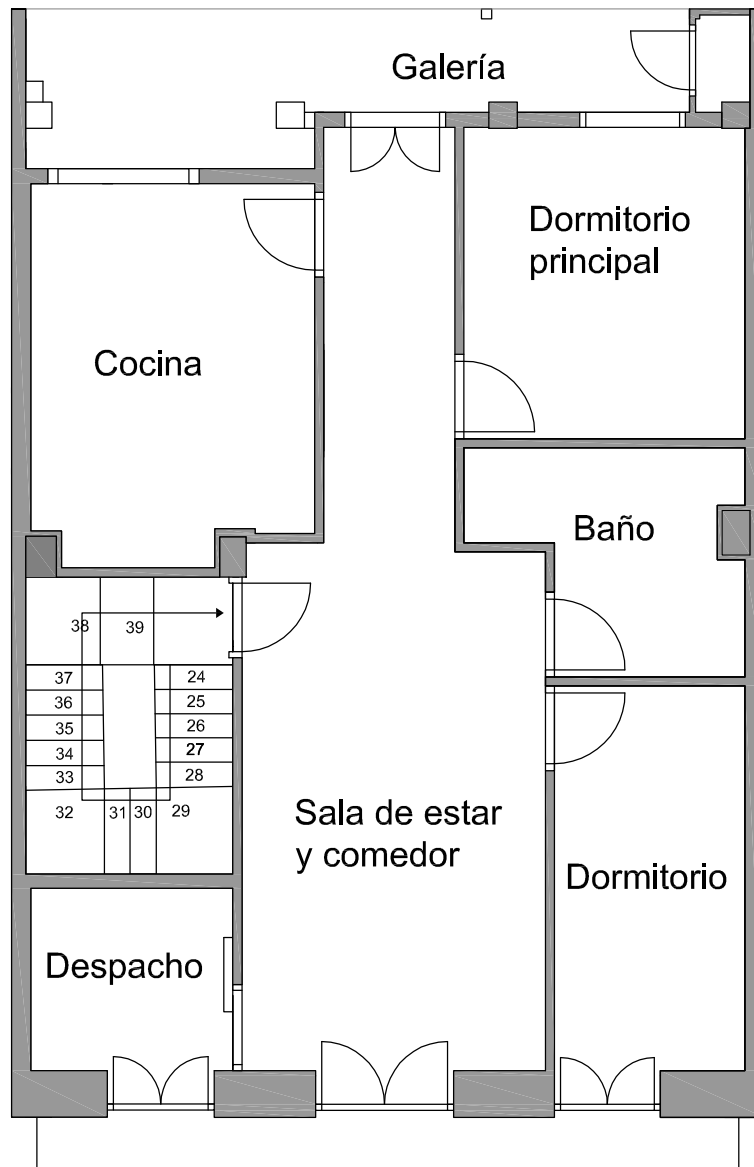 Galería
Dormitorio
principal
Cocina
Baño
38 39
37 24
36 25
35 26
34 27
33 28
32 31 30 29
Sala de estar
y comedor
Dormitorio
Despacho